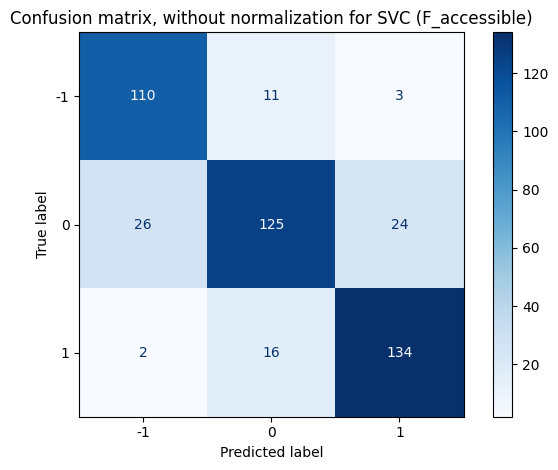 Confusion matrix, without normalization for SVC (F_accessible)
-1 110 11 3
0 26 125 24
1 2 16 134
-1 0 1
Predicted label
True label
120
100
80
60
40
20